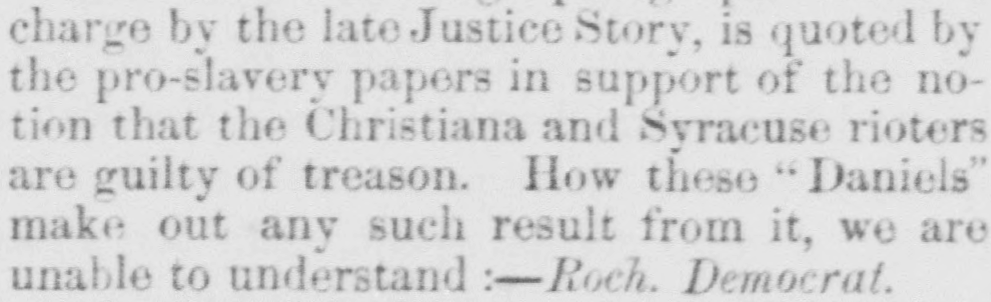 charge by the late Justice Story, is quoted by
the pro-slavery papers in support of the no-
tion that the Christiana and Syracuse rioters
are guilty of treason. How these "Daniels"
make out any such result from it, we are
unable to understand :—Roch. Democrat.